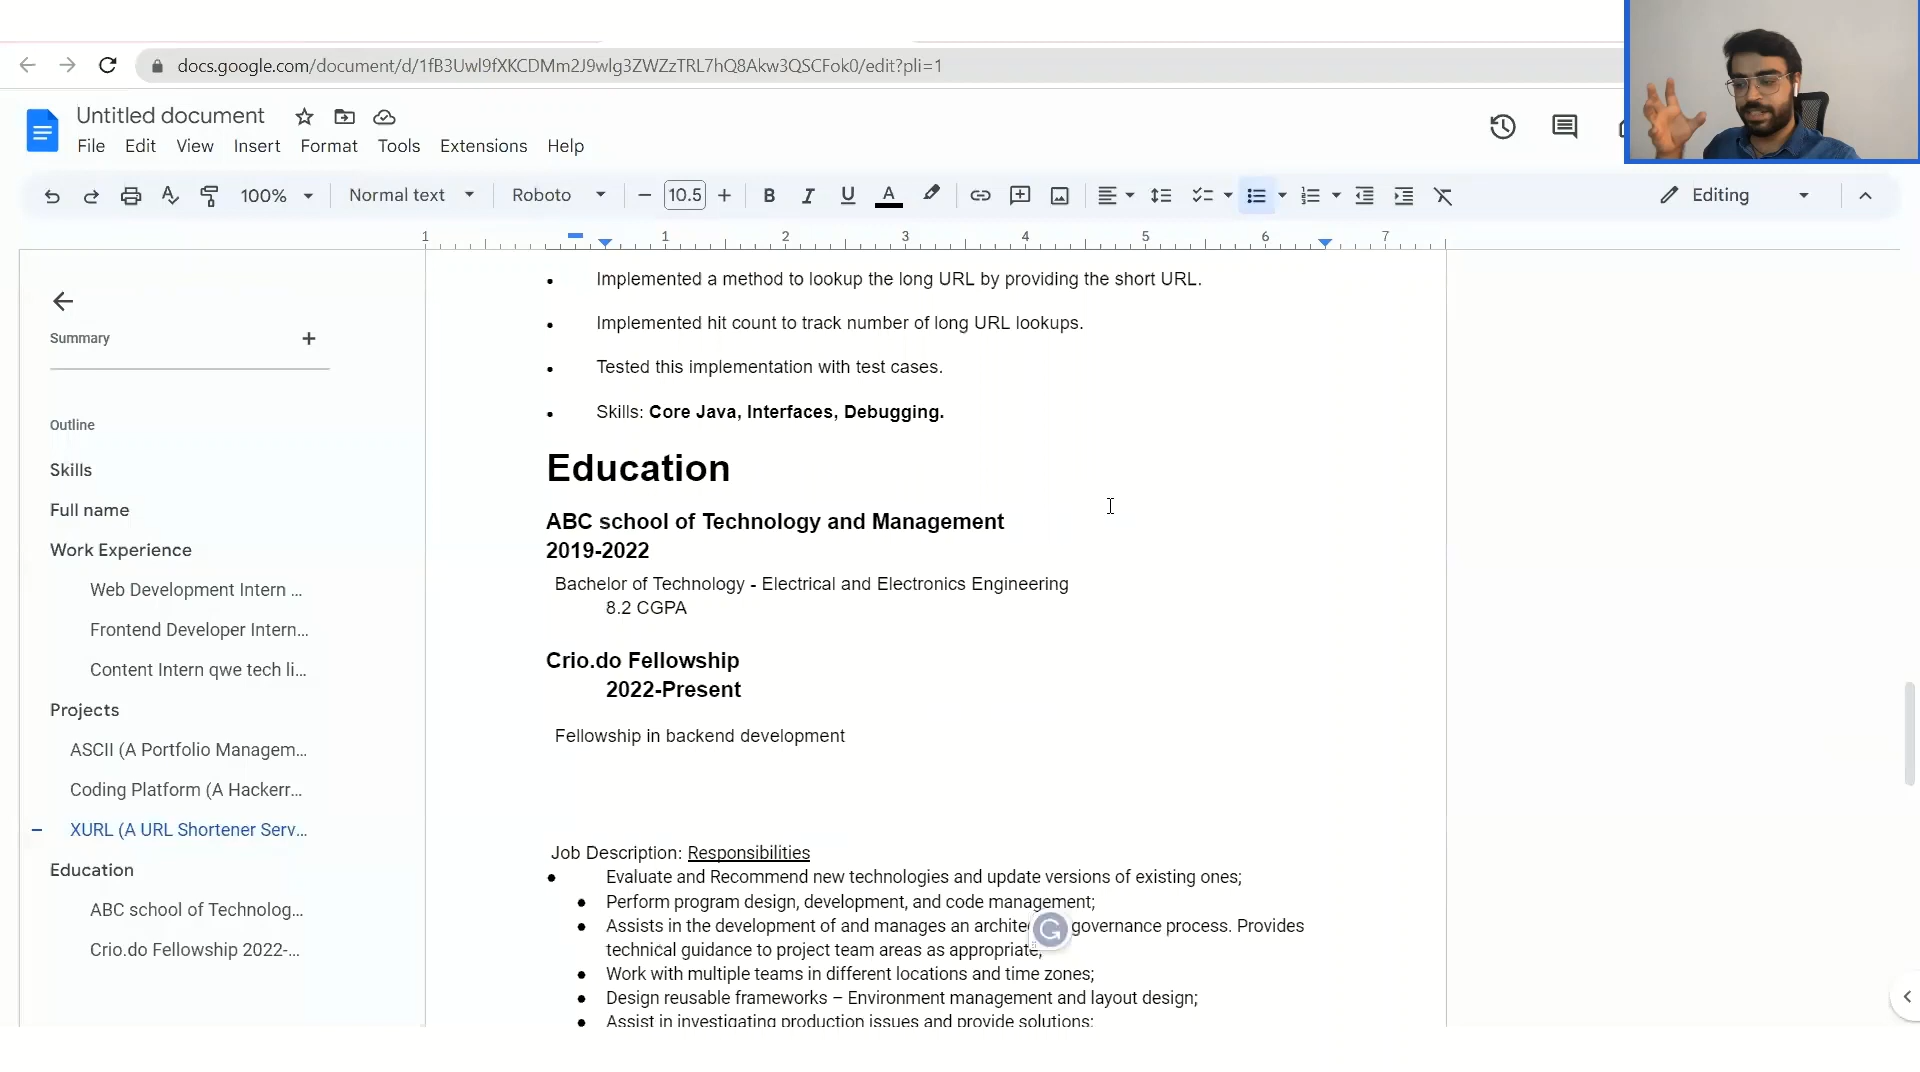 docs.google.com/document/d/1fB3Uwl9fXKCDMm2J9wlg3ZWZzTRL7hQ8Akw3QSCFok0/edit?pli=1
Untitled document
File Edit View Insert Format Tools Extensions Help
100% Normal text Roboto 10.5 B I U A Editing
1 1 2 3 4 5 6 7
Summary
Outline
Skills
Full name
Work Experience
Web Development Intern ...
Frontend Developer Intern...
Content Intern qwe tech li...
Projects
ASCII (A Portfolio Managem...
Coding Platform (A Hackerr...
XURL (A URL Shortener Serv...
Education
ABC school of Technolog...
Crio.do Fellowship 2022-...
Implemented a method to lookup the long URL by providing the short URL.
Implemented hit count to track number of long URL lookups.
Tested this implementation with test cases.
Skills: Core Java, Interfaces, Debugging.
Education
ABC school of Technology and Management
2019-2022
Bachelor of Technology - Electrical and Electronics Engineering
8.2 CGPA
Crio.do Fellowship
2022-Present
Fellowship in backend development
Job Description: Responsibilities
Evaluate and Recommend new technologies and update versions of existing ones;
Perform program design, development, and code management;
Assists in the development of and manages an governance process. Provides
technical guidance to project team areas as appropriate;
Work with multiple teams in different locations and time zones;
Design reusable frameworks – Environment management and layout design;
Assist in investigating production issues and provide solutions;